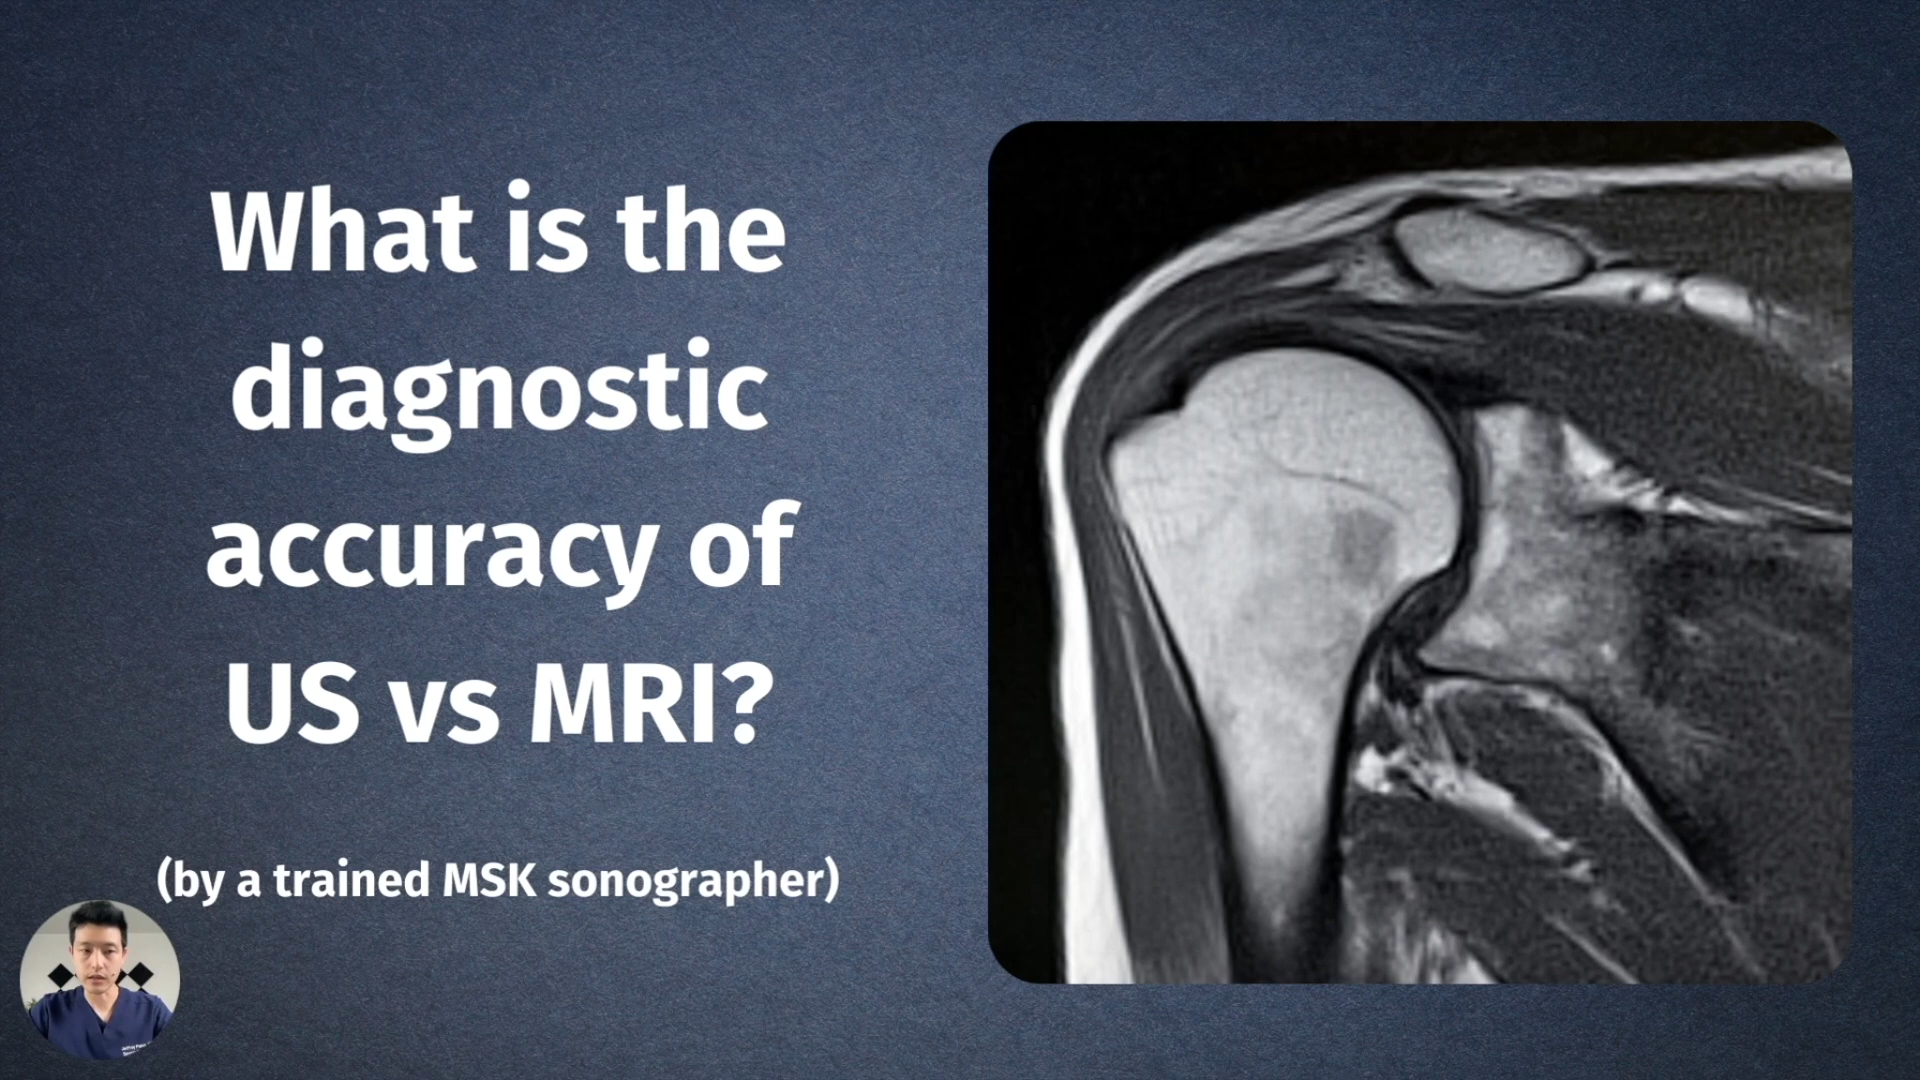 What is the
diagnostic
accuracy of
US vs MRI?
(by a trained MSK sonographer)